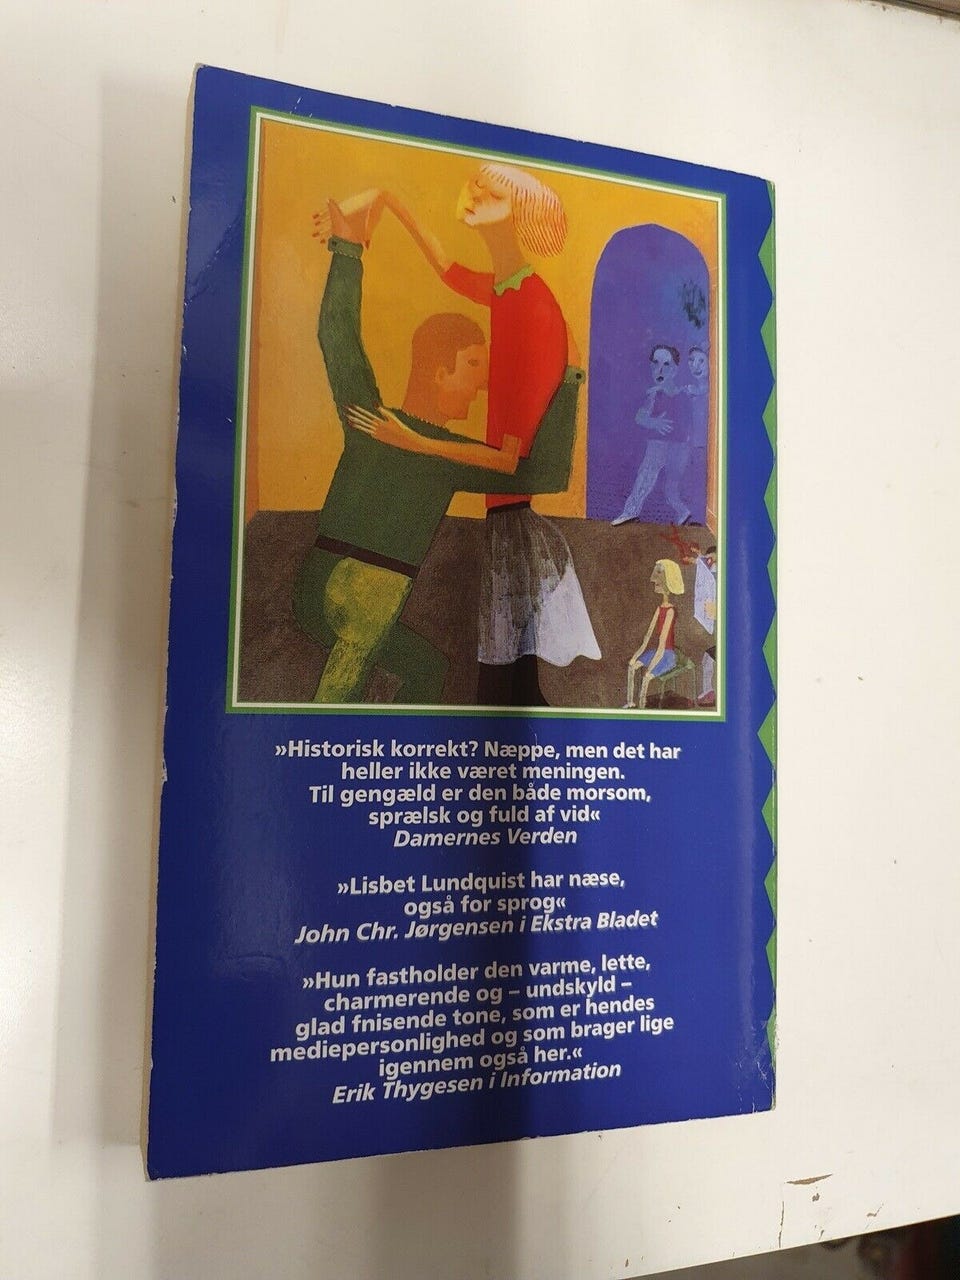 »Historisk korrekt? Næppe, men det har
heller ikke været meningen.
Til gengæld er den både morsom,
sprælsk og fuld af vid«
Damernes Verden
»Lisbet Lundquist har næse,
også for sprog«
John Chr. Jørgensen i Ekstra Bladet
»Hun fastholder den varme, lette,
charmerende og – undskyld –
glad fnisende tone, som er hendes
mediepersonlighed og som brager lige
igennem også her.«
Erik Thygesen i Information